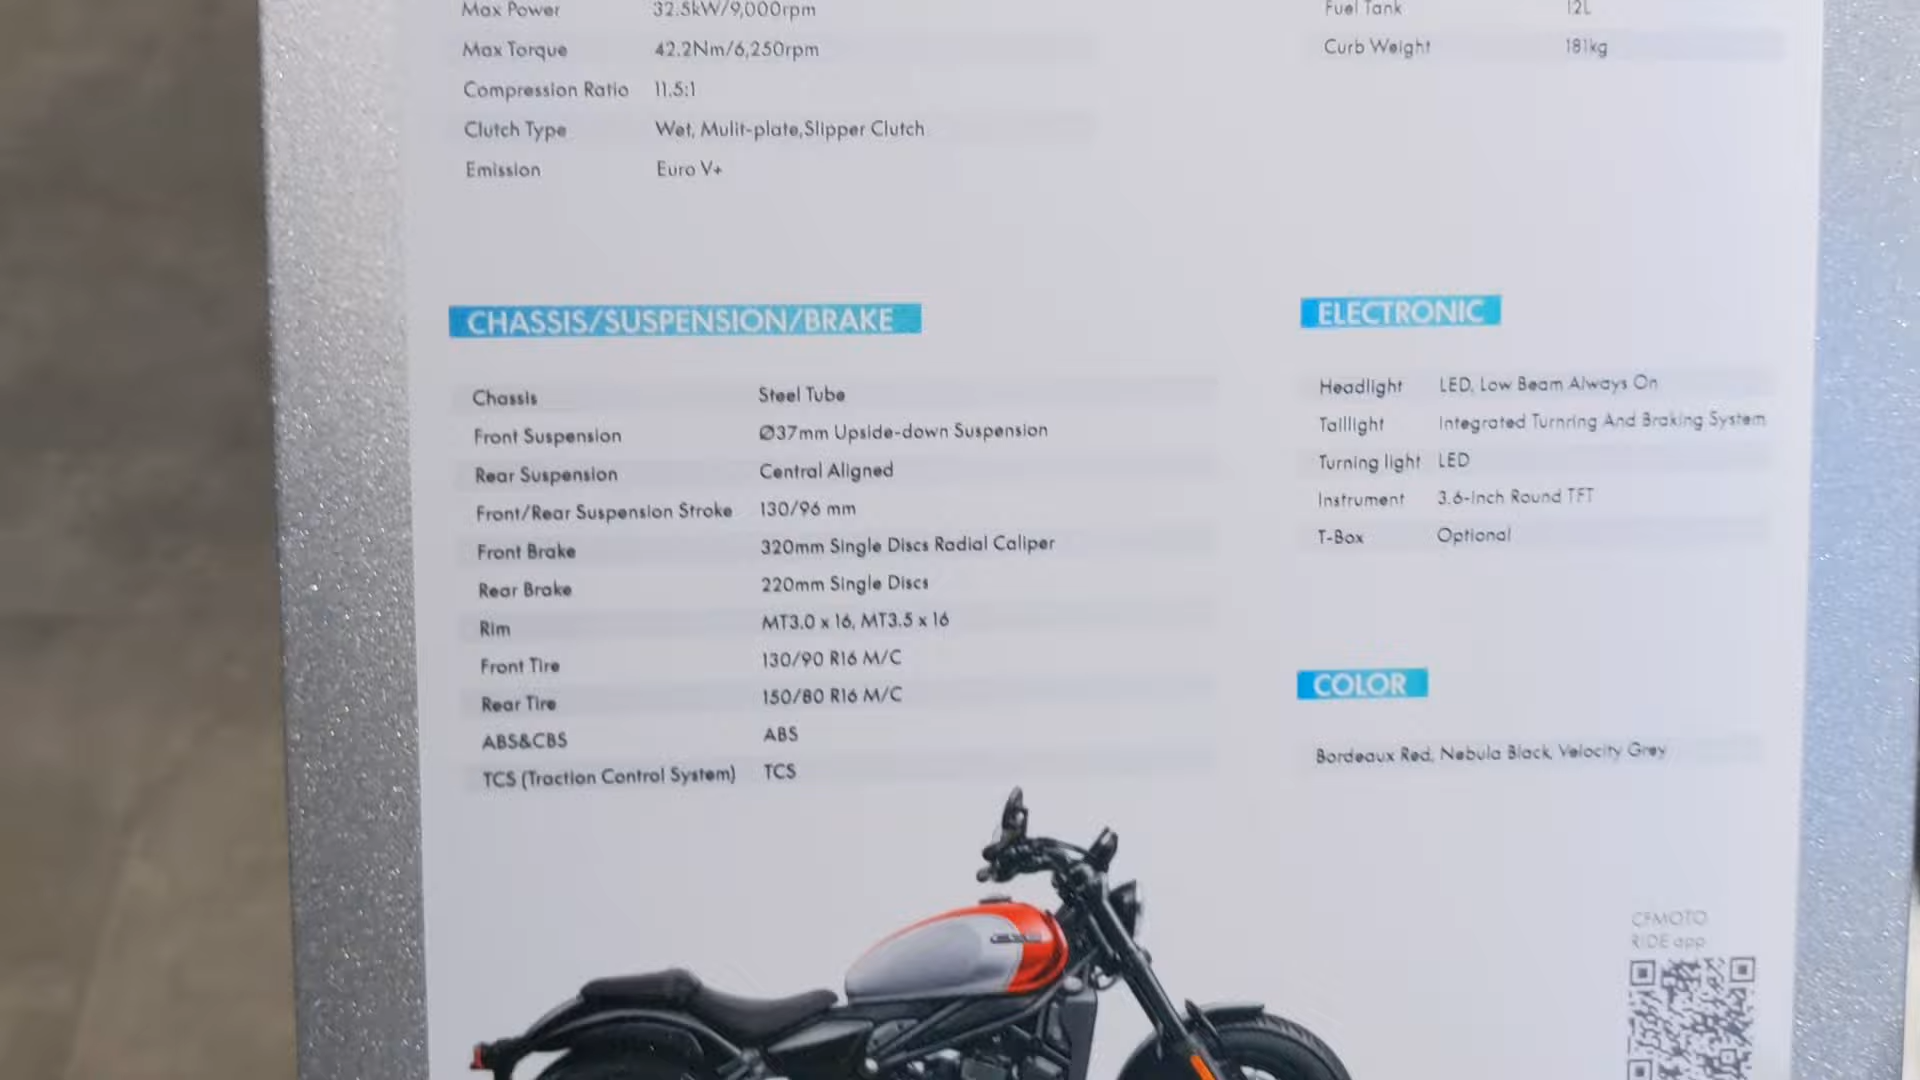 Max Power 32.5kW/9,000rpm
Max Torque 42.2Nm/6,250rpm
Compression Ratio 11.5:1
Clutch Type Wet, Mulit-plate,Slipper Clutch
Emission Euro V+
Fuel Tank 12L
Curb Weight 181kg
CHASSIS/SUSPENSION/BRAKE
Chassis Steel Tube
Front Suspension Ø37mm Upside-down Suspension
Rear Suspension Central Aligned
Front/Rear Suspension Stroke 130/96 mm
Front Brake 320mm Single Discs Radial Caliper
Rear Brake 220mm Single Discs
Rim MT3.0 x 16, MT3.5 x 16
Front Tire 130/90 R16 M/C
Rear Tire 150/80 R16 M/C
ABS&CBS ABS
TCS (Traction Control System) TCS
ELECTRONIC
Headlight LED, Low Beam Always On
Taillight Integrated Turnring And Braking System
Turning light LED
Instrument 3.6-Inch Round TFT
T-Box Optional
COLOR
Bordeaux Red, Nebula Black, Velocity Grey
CFMOTO
RIDE app